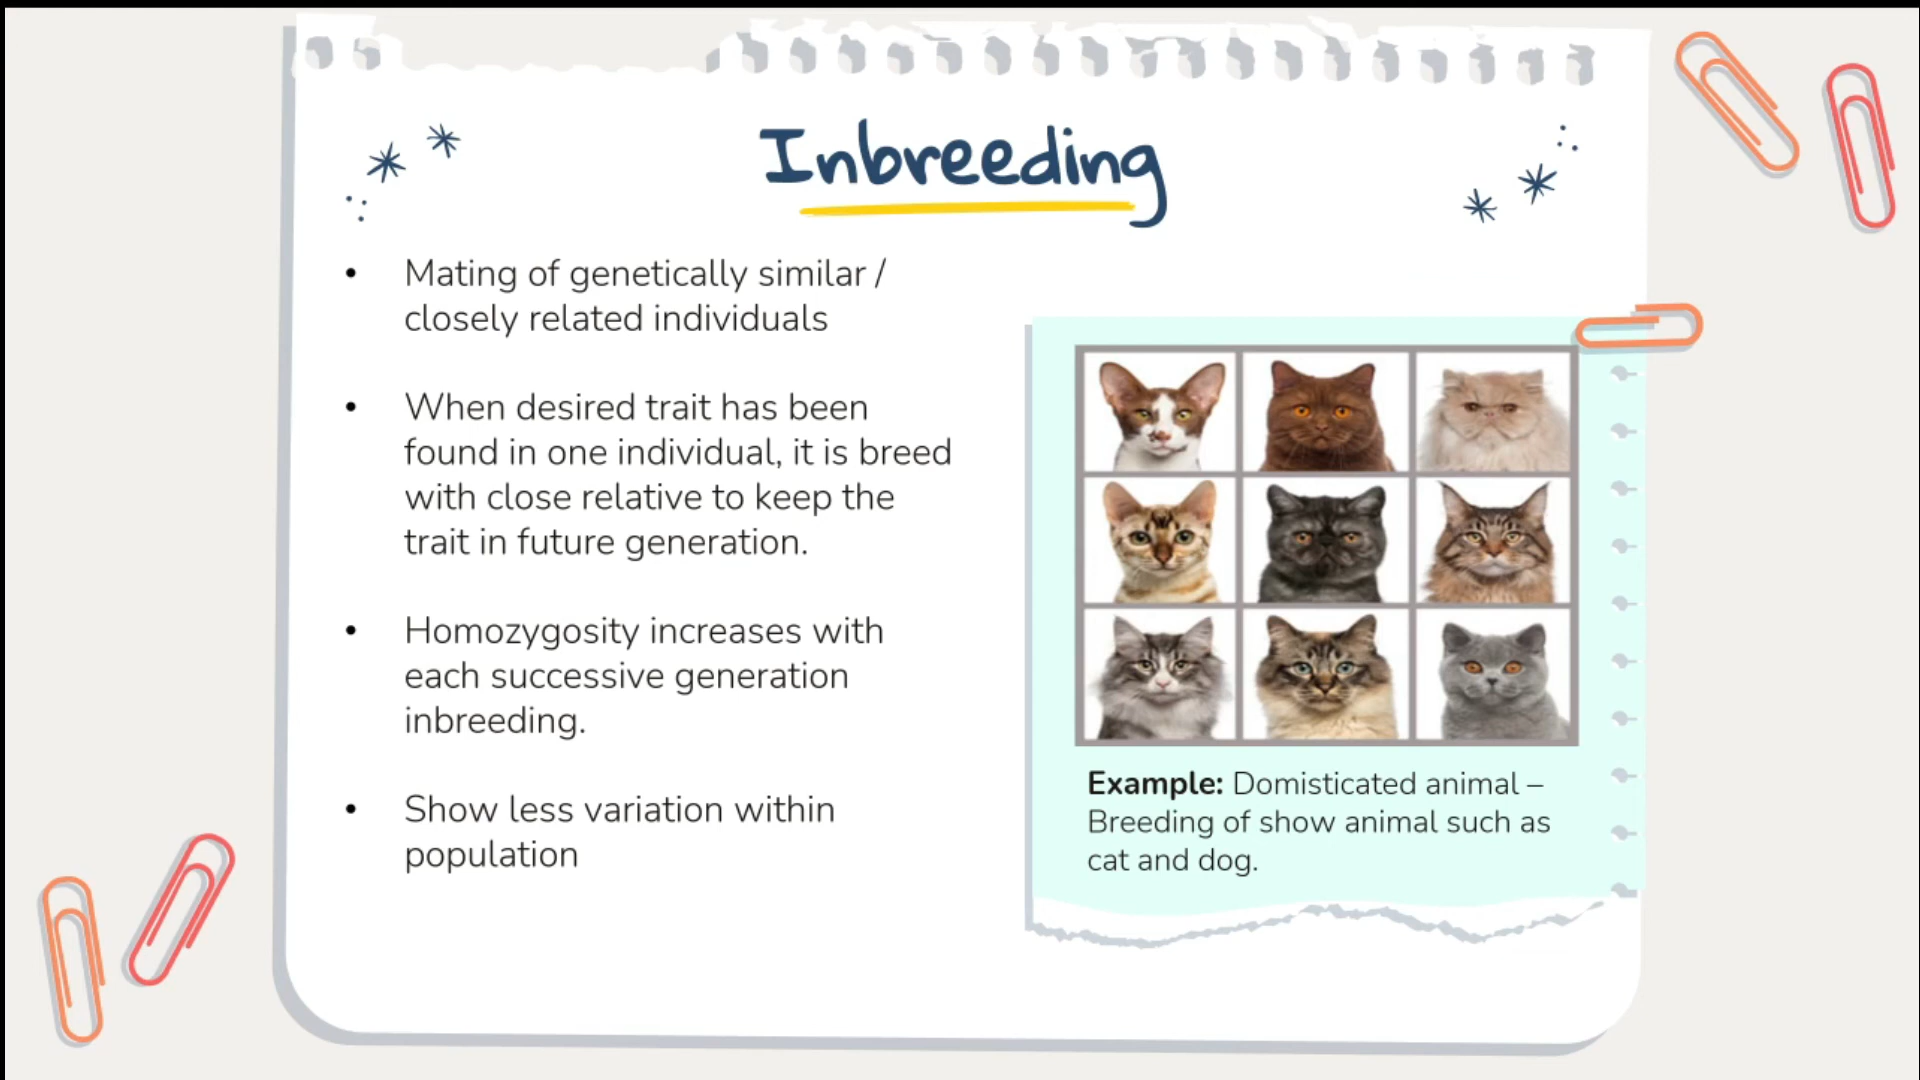 Inbreeding
• Mating of genetically similar /
closely related individuals
• When desired trait has been
found in one individual, it is breed
with close relative to keep the
trait in future generation.
• Homozygosity increases with
each successive generation
inbreeding.
• Show less variation within
population
Example: Domisticated animal –
Breeding of show animal such as
cat and dog.